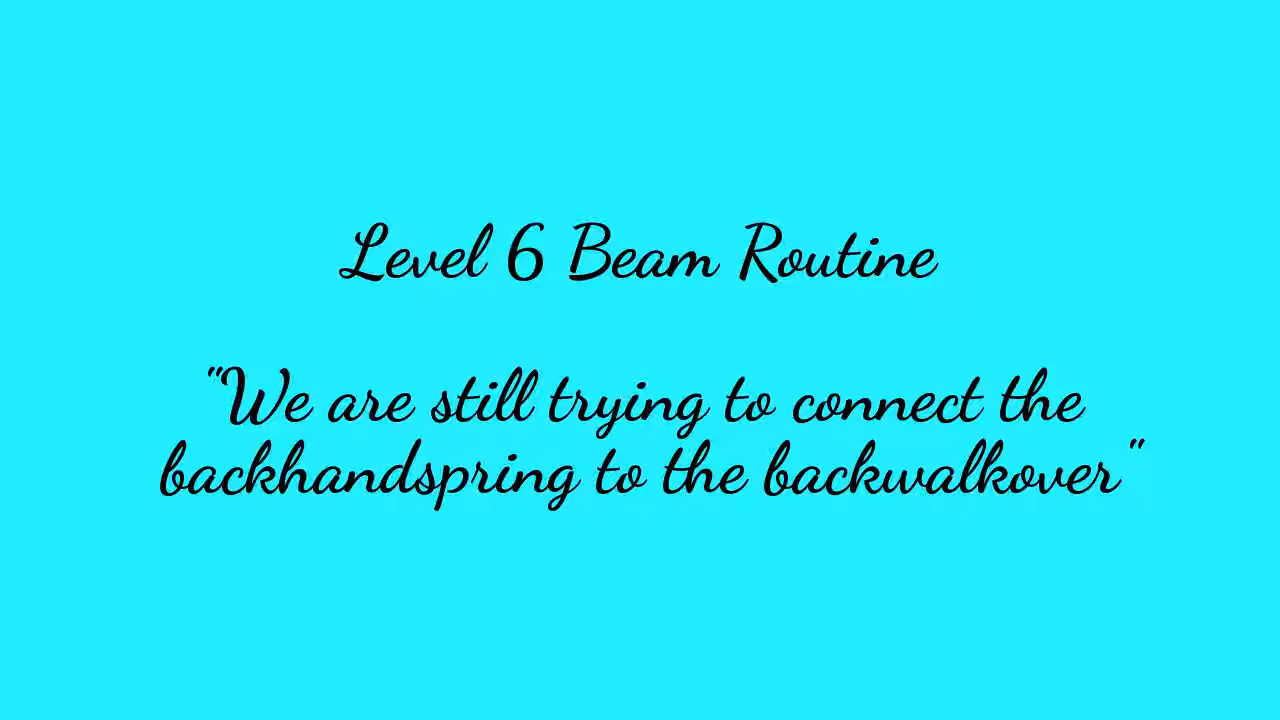 Level 6 Beam Routine
"We are still trying to connect the
backhandspring to the backwalkover"